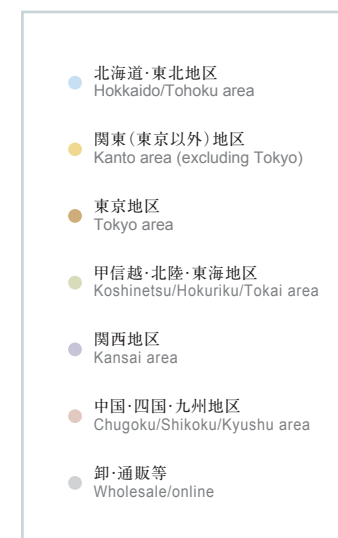 北海道・東北地区
Hokkaido/Tohoku area
関東（東京以外）地区
Kanto area (excluding Tokyo)
東京地区
Tokyo area
甲信越・北陸・東海地区
Koshinetsu/Hokuriku/Tokai area
関西地区
Kansai area
中国・四国・九州地区
Chugoku/Shikoku/Kyushu area
卸・通販等
Wholesale/online